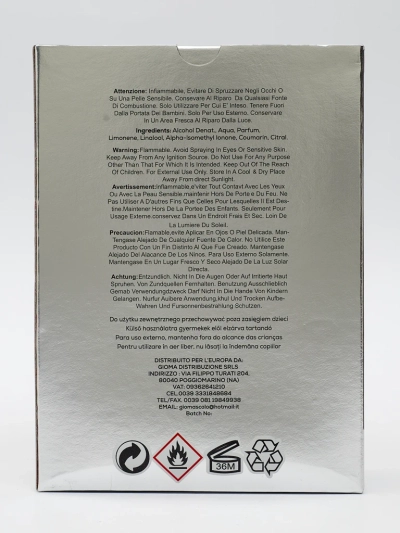 Attenzione: Infiammabile, Evitare Di Spruzzare Negli Occhi O
Su Una Pelle Sensibile. Conservare Al Riparo. Da Qualsiasi Fonte
Di Combustione. Solo Utilizzare Per Cui E' Inteso. Tenere Fuori
Dalla Portata Del Bambini. Solo Per Uso Esterno. Conservare
In Un Area Fresca Al Riparo Dalla Luce.
Ingredients: Alcohol Denat., Aqua, Parfum,
Limonene, Linalool, Alpha-Isomethyl Ionone, Coumarin, Citral.
Warning: Flammable. Avoid Spraying In Eyes Or Sensitive Skin.
Keep Away From Any Ignition Source. Do Not Use For Any Purpose
Other Than That For Which It Is Intended. Keep Out Of The Reach
Of Children. For External Use Only. Store In A Cool & Dry Place
Away From direct Sunlight.
Avertissement:Inflammable,eviter Tout Contact Avec Les Yeux
Ou Avec La Peau Sensible.maintenir Hors De Porte e Du Feu. Ne
Pas Utiliser A D'autres Fins Que Celles Pour Lesquelles Il Est Des-
tine.Maintener Hors De La Portee Des Enfants. Seulement Pour
Usage Externe.consevez Dans Un Endroit Frais Et Sec. Loin De
La Lumiere Du Soleil.
Precaucion:Flamable,evite Aplicar En Ojos O Piel Delicada. Man-
tengase Alejado De Cualquier Fuente De Calor. No Utilice Este
Producto Con Un Fin Distinto Al Que Fue Creado. Mantengase
Alejado Del Alacance De Los Ninos. Para Uso Externo Solamente.
Mantengase En Un Lugar Fresco Y Seco Alejado De La Luz Solar
Directa.
Achtung:Entzundlich. Nicht In Die Augen Oder Auf Irritierte Haut
Spruhen. Von Zundquellen Fernhalten. Benutzung Ausschlieblich
Gemab Verwendungzweck Darf Nicht In Die Hande Von Kindern
Gelangen. Nurfur Aulbere Anwendung,khul Und Trocken Aufbe-
Wahren Und Fursonnenbestrahlung Schutzen.
Do użytku zewnętrznego przechowywać poza zasięgiem dzieci
Külső használatra gyermekek elől elzárva tartandó
Para uso externo, mantenha fora do alcance das crianças
Pentru utilizare în aer liber, nu lăsați la îndemâna copiilor
DISTRIBUITO PER L'EUROPA DA:
GIOMA DISTRIBUZIONE SRLS
INDIRIZZO : VIA FILIPPO TURATI 204,
80040 POGGIOMARINO (NA)
VAT: 09362641210
CEL.0039 3331848684
TEL/FAX. 0039 081 19849938
EMAIL: giomascolo@hotmail.it
Batch No:
36M